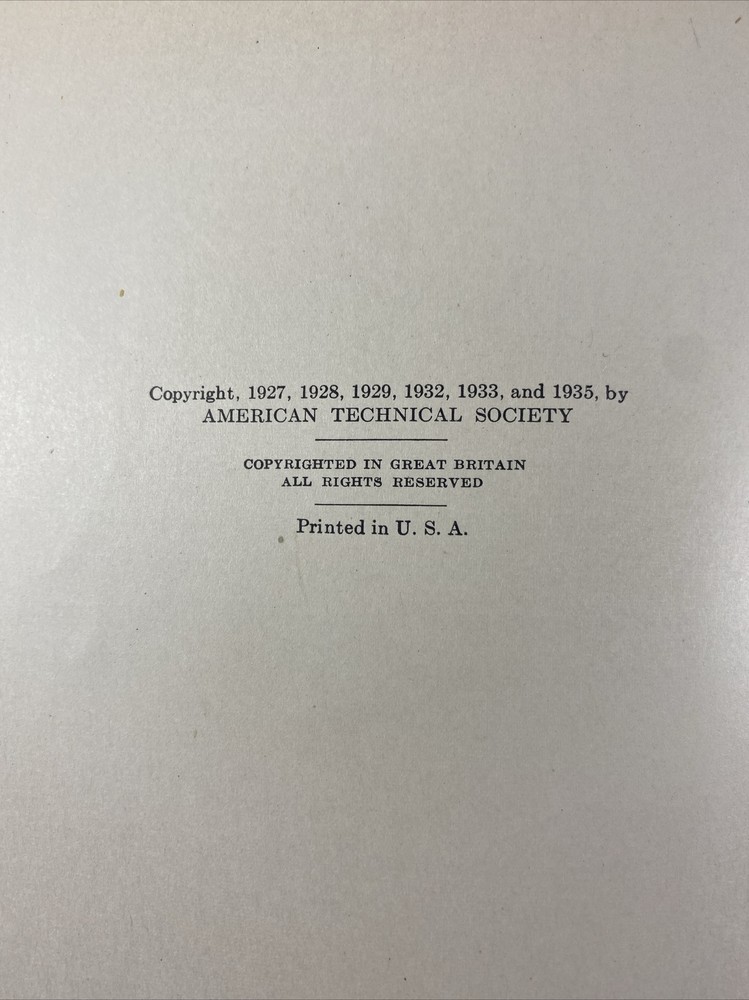 Copyright, 1927, 1928, 1929, 1932, 1933, and 1935, by
AMERICAN TECHNICAL SOCIETY
COPYRIGHTED IN GREAT BRITAIN
ALL RIGHTS RESERVED
Printed in U. S. A.